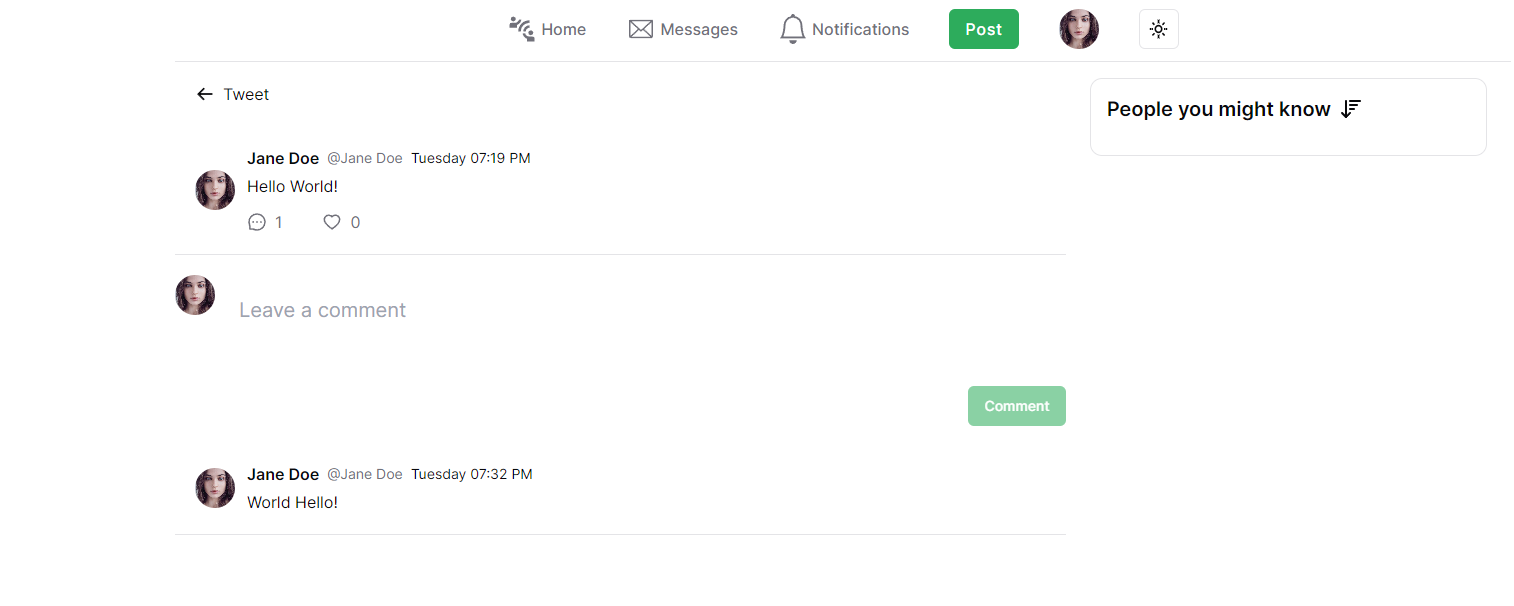 Home Messages Notifications Post
Tweet
People you might know
Jane Doe @Jane Doe Tuesday 07:19 PM
Hello World!
1 0
Leave a comment
Comment
Jane Doe @Jane Doe Tuesday 07:32 PM
World Hello!